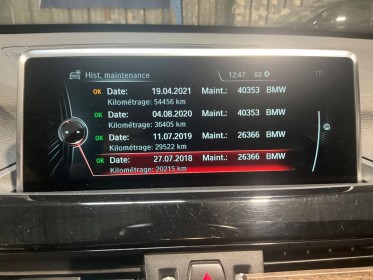 Hist. maintenance 12:47 TP
OK Date: 19.04.2021 Maint.: 40353 BMW
Kilométrage: 54456 km
OK Date: 04.08.2020 Maint.: 40353 BMW
Kilométrage: 36405 km
OK Date: 11.07.2019 Maint.: 26366 BMW
Kilométrage: 29522 km
OK Date: 27.07.2018 Maint.: 26366 BMW
Kilométrage: 20215 km